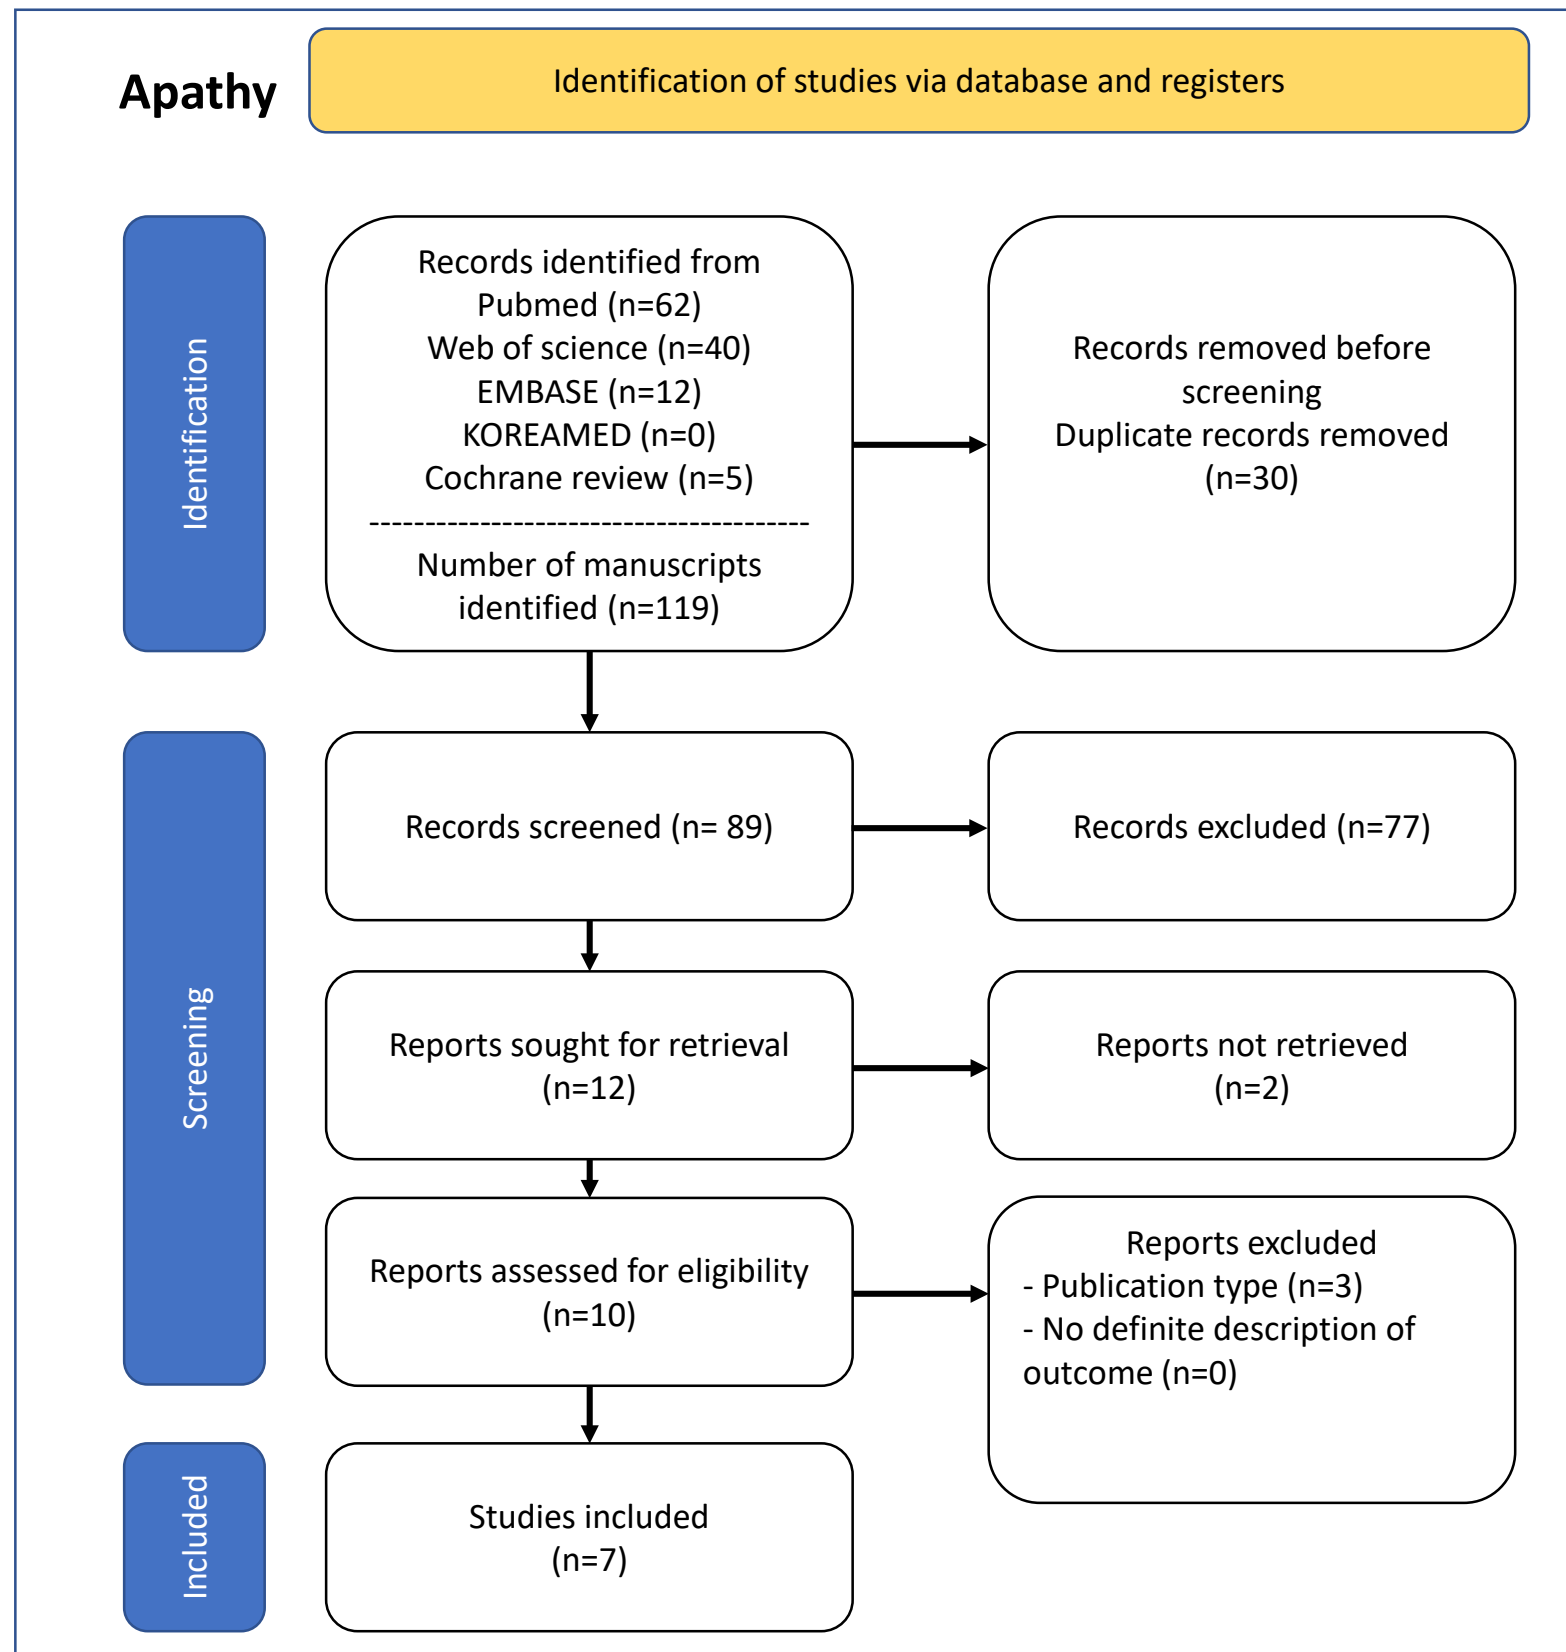 Apathy
Identification of studies via database and registers
Identification
Records identified from
Pubmed (n=62)
Web of science (n=40)
EMBASE (n=12)
KOREAMED (n=0)
Cochrane review (n=5)
---------------------------------------
Number of manuscripts
identified (n=119)
Records removed before
screening
Duplicate records removed
(n=30)
Screening
Records screened (n= 89)
Records excluded (n=77)
Reports sought for retrieval
(n=12)
Reports not retrieved
(n=2)
Reports assessed for eligibility
(n=10)
Reports excluded
- Publication type (n=3)
- No definite description of
outcome (n=0)
Included
Studies included
(n=7)